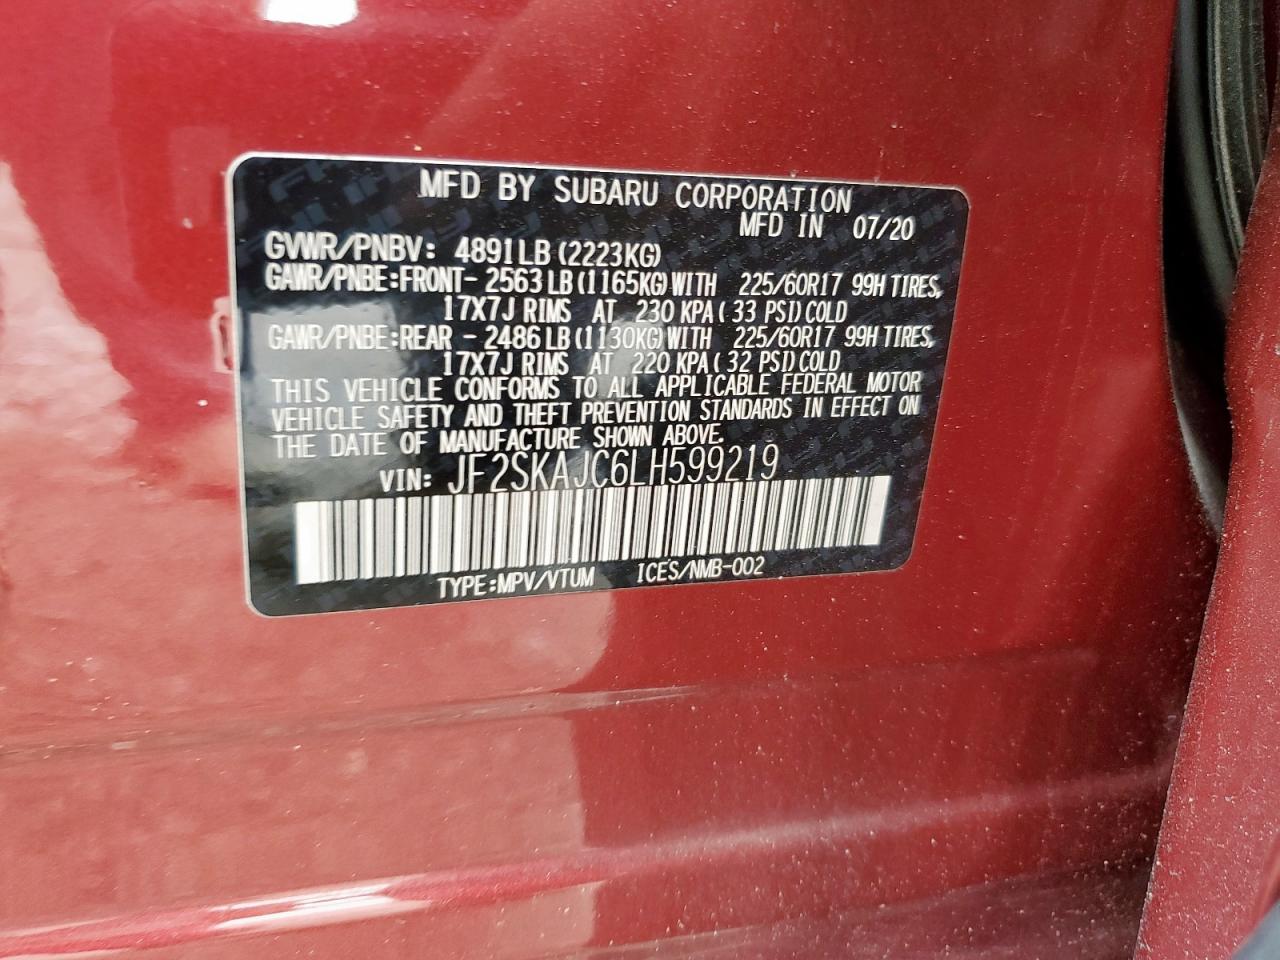 MFD BY SUBARU CORPORATION
MFD IN 07/20
GVWR/PNBV: 4891LB (2223KG)
GAWR/PNBE:FRONT- 2563LB (1165KG) WITH 225/60R17 99H TIRES,
17X7J RIMS AT 230 KPA ( 33 PSI) COLD
GAWR/PNBE:REAR - 2486LB (1130KG) WITH 225/60R17 99H TIRES,
17X7J RIMS AT 220 KPA ( 32 PSI) COLD
THIS VEHICLE CONFORMS TO ALL APPLICABLE FEDERAL MOTOR
VEHICLE SAFETY AND THEFT PREVENTION STANDARDS IN EFFECT ON
THE DATE OF MANUFACTURE SHOWN ABOVE.
VIN: JF2SKAJC6LH599219
TYPE:MPV/VTUM ICES/NMB-002